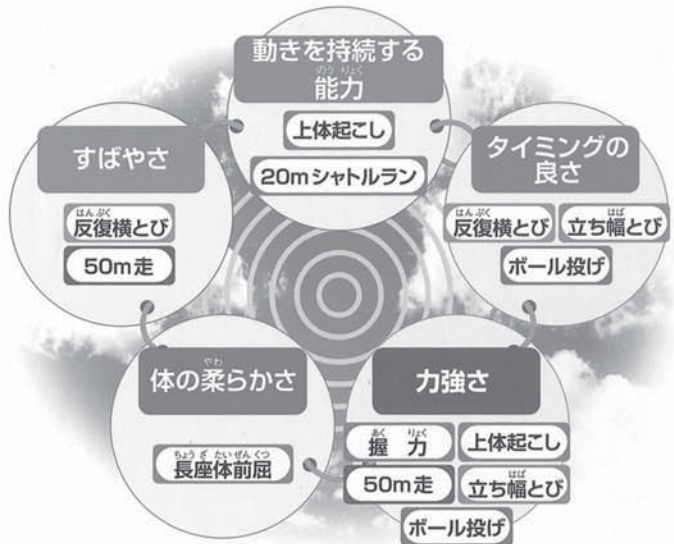 動きを持続する
のう りょく
能力
上体起こし
20mシャトルラン
すばやさ
はん ぷく
反復横とび
50m走
タイミングの
良さ
はん ぷく
反復横とび
はば
立ち幅とび
ボール投げ
やわ
体の柔らかさ
ちょう ざ たい ぜん くつ
長座体前屈
力強さ
あく りょく
握 力
上体起こし
50m走
はば
立ち幅とび
ボール投げ